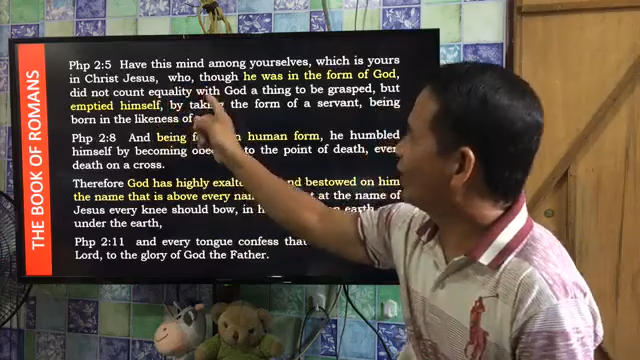 THE BOOK OF ROMANS
Php 2:5 Have this mind among yourselves, which is yours
in Christ Jesus, who, though he was in the form of God,
did not count equality with God a thing to be grasped, but
emptied himself, by taking the form of a servant, being
born in the likeness of
Php 2:8 And being in human form, he humbled
himself by becoming to the point of death, even
death on a cross.
Therefore God has highly and bestowed on him
the name that is above every at the name of
Jesus every knee should bow, in earth
under the earth,
Php 2:11 and every tongue confess
Lord, to the glory of God the Father.